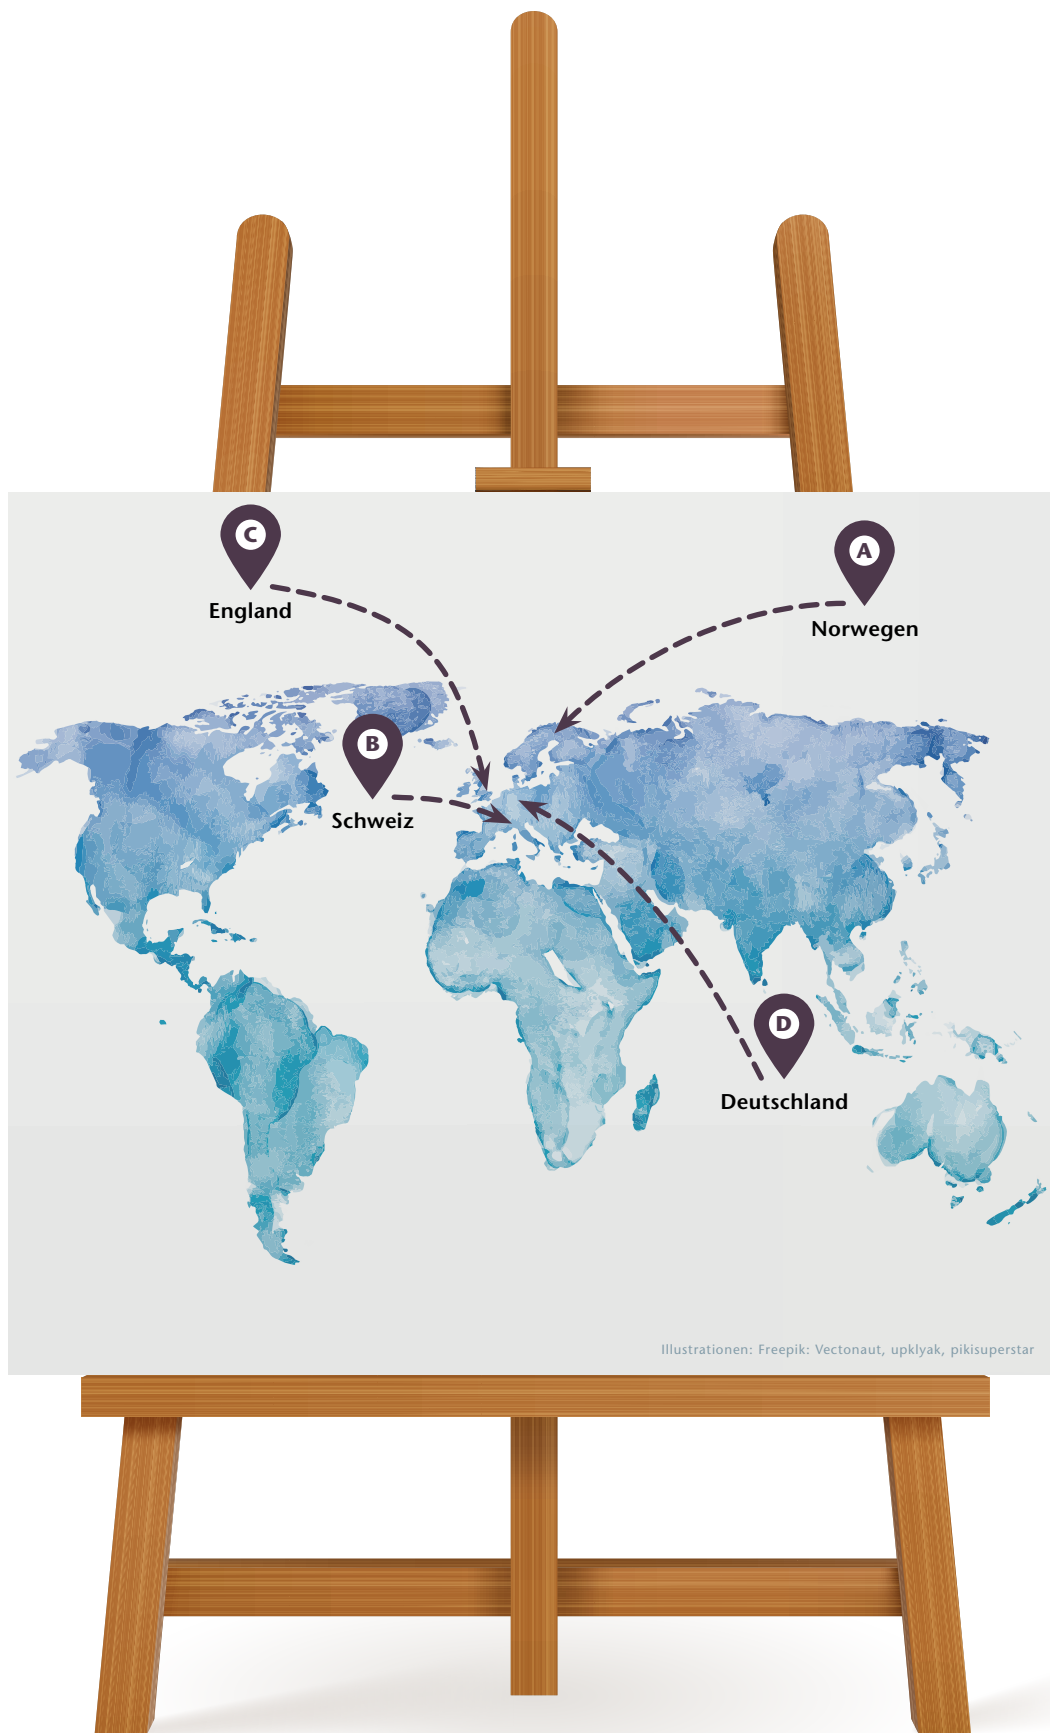 C
England
A
Norwegen
B
Schweiz
D
Deutschland
Illustrationen: Freepik: Vectonaut, upklyak, pikisuperstar